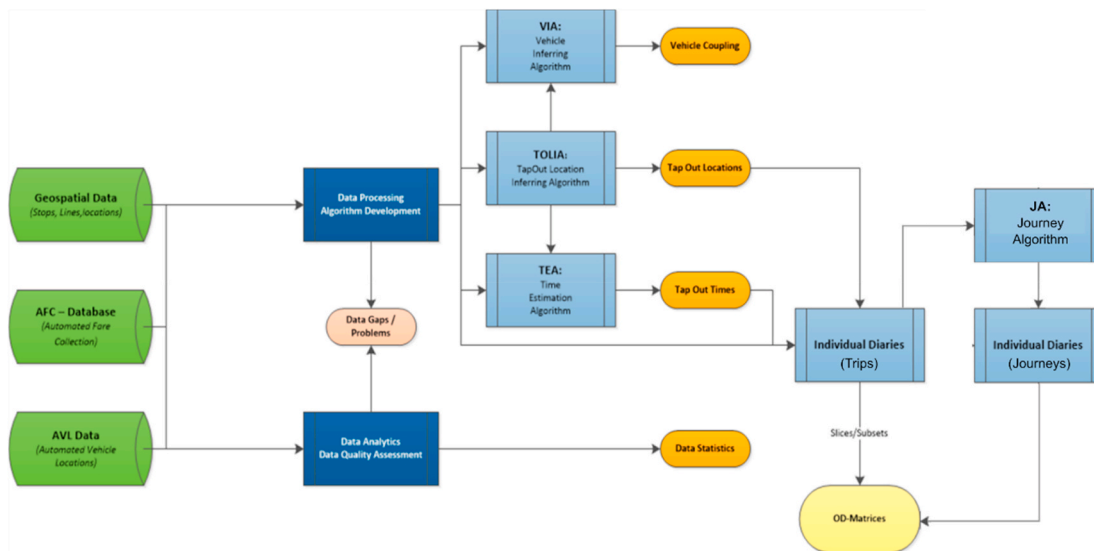 VIA:
Vehicle
Inferring
Algorithm
Vehicle Coupling
TOLIA:
TapOut Location
Inferring Algorithm
Tap Out Locations
Geospatial Data
(Stops, Lines,locations)
Data Processing
Algorithm Development
JA:
Journey
Algorithm
TEA:
Time
Estimation
Algorithm
Tap Out Times
AFC – Database
(Automated Fare
Collection)
Data Gaps /
Problems
Individual Diaries
(Trips)
Individual Diaries
(Journeys)
AVL Data
(Automated Vehicle
Locations)
Data Analytics
Data Quality Assessment
Data Statistics
Slices/Subsets
OD-Matrices